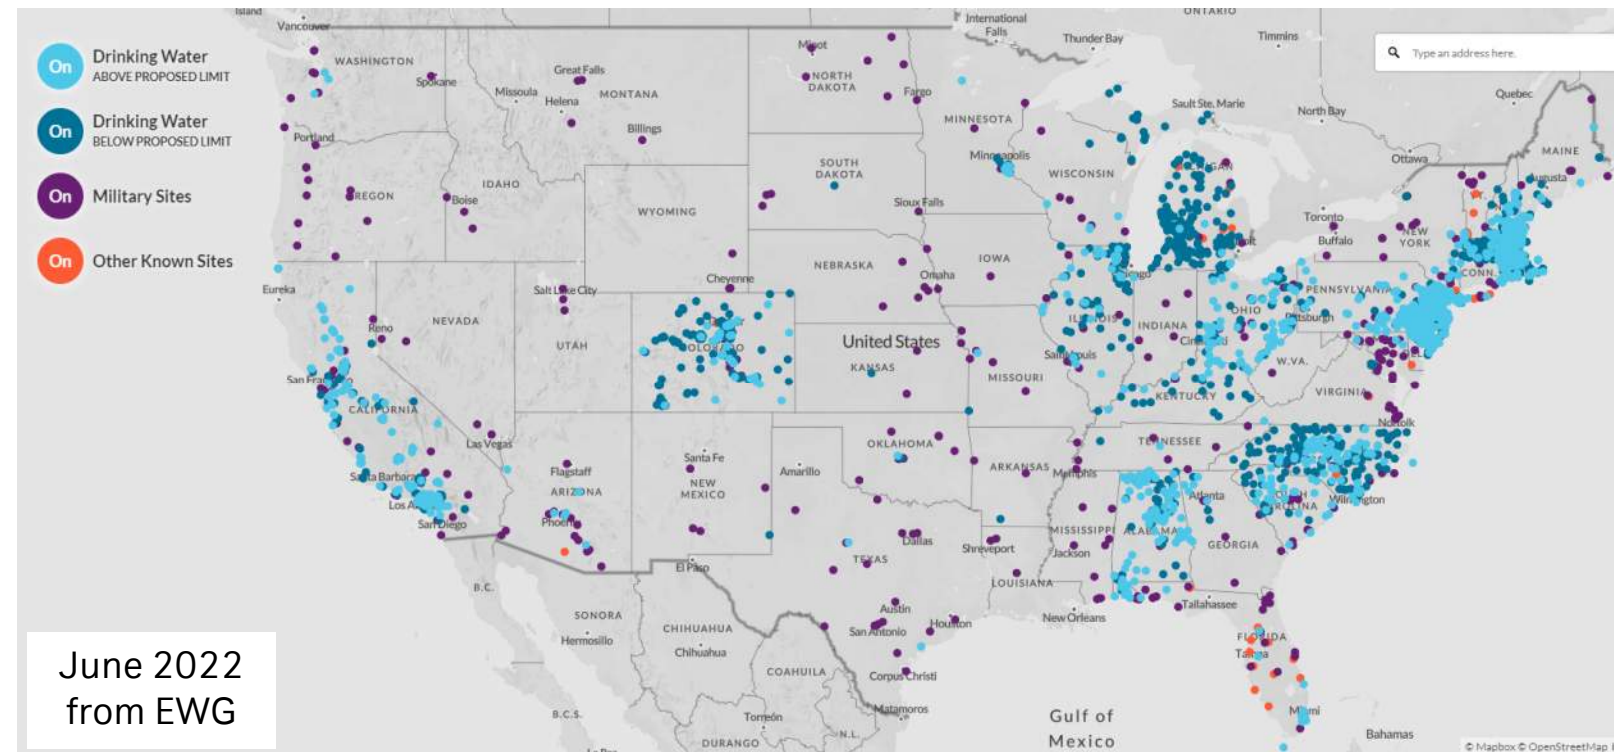 On
Drinking Water
ABOVE PROPOSED LIMIT
On
Drinking Water
BELOW PROPOSED LIMIT
On
Military Sites
On
Other Known Sites
Type an address here.
June 2022
from EWG
Island
Vancouver
International
Falls
Thunder Bay
ONTARIO
Timmins
WASHINGTON
Spokane
Great Falls
Missoula
Helena
MONTANA
Minot
NORTH
DAKOTA
Fargo
Sault Ste. Marie
North Bay
Quebec
Portland
Billings
MINNESOTA
Minneapolis
Ottawa
MAINE
Augusta
IDAHO
Boise
SOUTH
DAKOTA
WISCONSIN
WYOMING
Sioux Falls
Toronto
Buffalo
NEW
YORK
Eureka
Salt Lake City
Cheyenne
NEBRASKA
Omaha
IOWA
CONN.
PENNSYLVANIA
Pittsburgh
OHIO
Reno
NEVADA
UTAH
United States
KANSAS
INDIANA
Saint Louis
MISSOURI
W.VA.
VIRGINIA
KENTUCKY
CALIFORNIA
Las Vegas
Norfolk
Santa Fe
NEW
MEXICO
Amarillo
OKLAHOMA
TENNESSEE
Flagstaff
ARIZONA
ARKANSAS
Memphis
Santa Barbara
San Diego
Atlanta
Wilmington
MISSISSIPPI
ALABAMA
GEORGIA
Dallas
Shreveport
Jackson
TEXAS
El Paso
LOUISIANA
B.C.
SONORA
Hermosillo
CHIHUAHUA
Chihuahua
Austin
San Antonio
Houston
New Orleans
Tallahassee
FLORIDA
COAHUILA
Corpus Christi
Matamoros
Miami
B.C.S.
Torreón
DURANGO
N.L.
Gulf of
Mexico
Bahamas
© Mapbox © OpenStreetMap